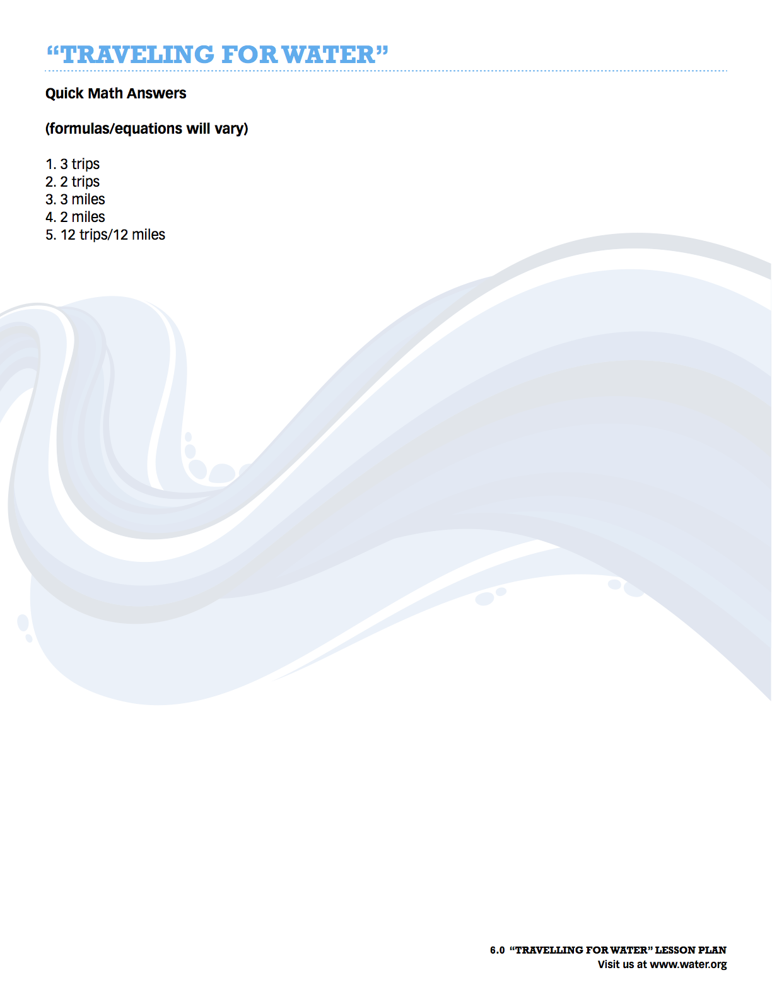 “TRAVELING FOR WATER”
Quick Math Answers
(formulas/equations will vary)
1. 3 trips
2. 2 trips
3. 3 miles
4. 2 miles
5. 12 trips/12 miles
6.0 “TRAVELLING FOR WATER” LESSON PLAN
Visit us at www.water.org